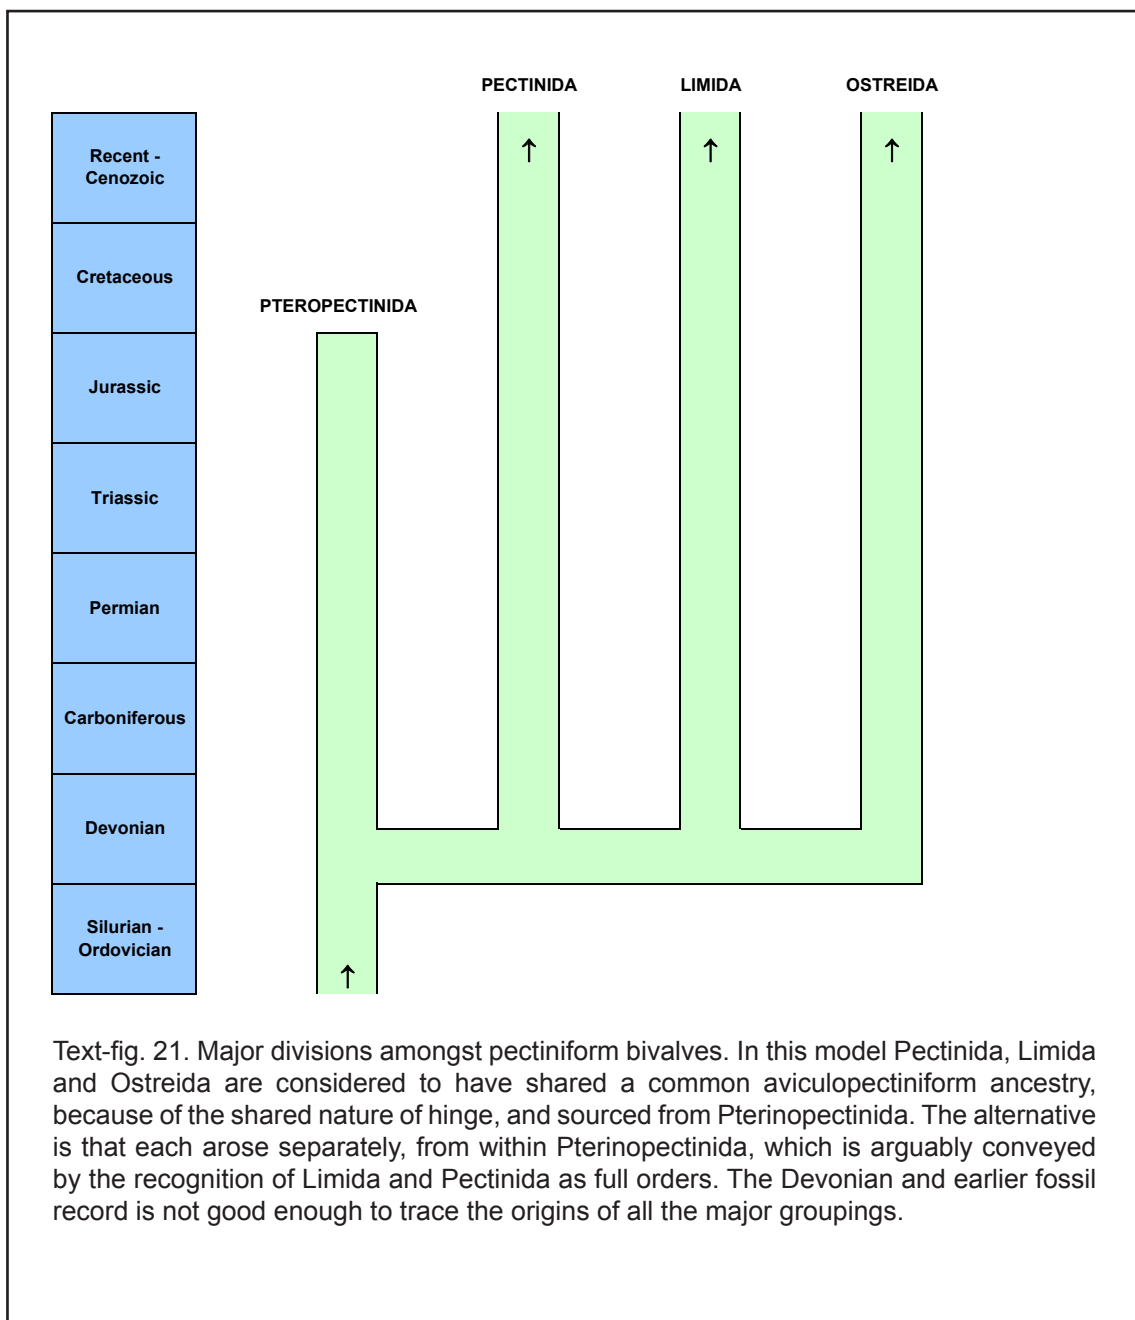 PECTINIDA LIMIDA OSTREIDA
Recent -
Cenozoic
Cretaceous
PTEROPECTINIDA
Jurassic
Triassic
Permian
Carboniferous
Devonian
Silurian -
Ordovician
Text-fig. 21. Major divisions amongst pectiniform bivalves. In this model Pectinida, Limida
and Ostreida are considered to have shared a common aviculopectiniform ancestry,
because of the shared nature of hinge, and sourced from Pterinopectinida. The alternative
is that each arose separately, from within Pterinopectinida, which is arguably conveyed
by the recognition of Limida and Pectinida as full orders. The Devonian and earlier fossil
record is not good enough to trace the origins of all the major groupings.